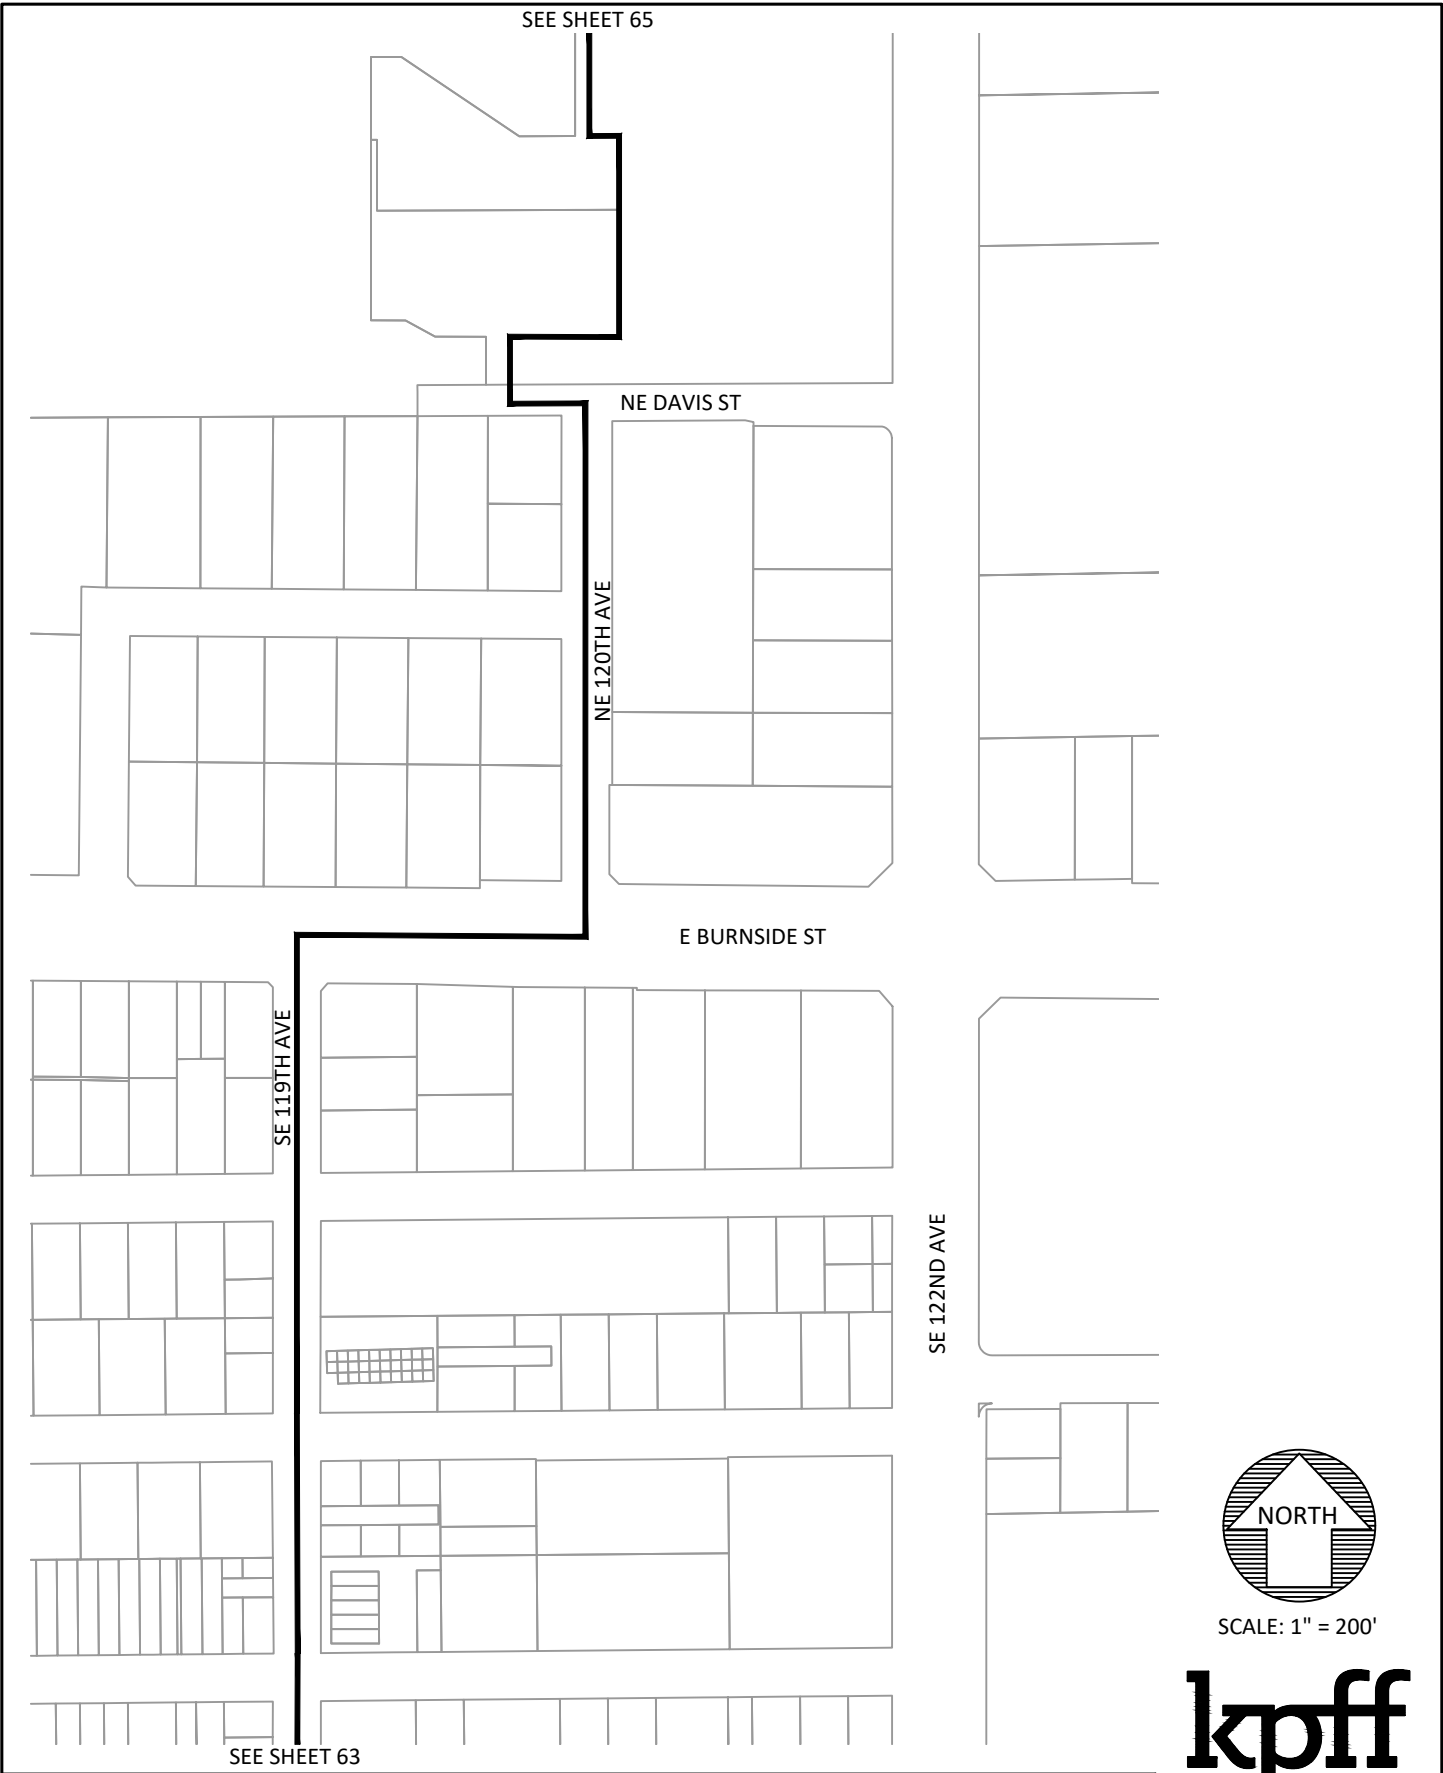 SEE SHEET 65
NE DAVIS ST
NE 120TH AVE
E BURNSIDE ST
SE 119TH AVE
SE 122ND AVE
NORTH
SCALE: 1" = 200'
kpff
SEE SHEET 63